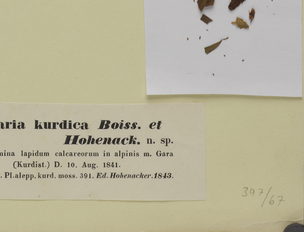 aria kurdica Boiss. et
Hohenack. n. sp.
mina lapidum calcareorum in alpinis m. Gara
(Kurdist.) D. 10. Aug. 1841.
. Pl. alepp. kurd. moss. 391. Ed. Hohenacker. 1843.
397/67